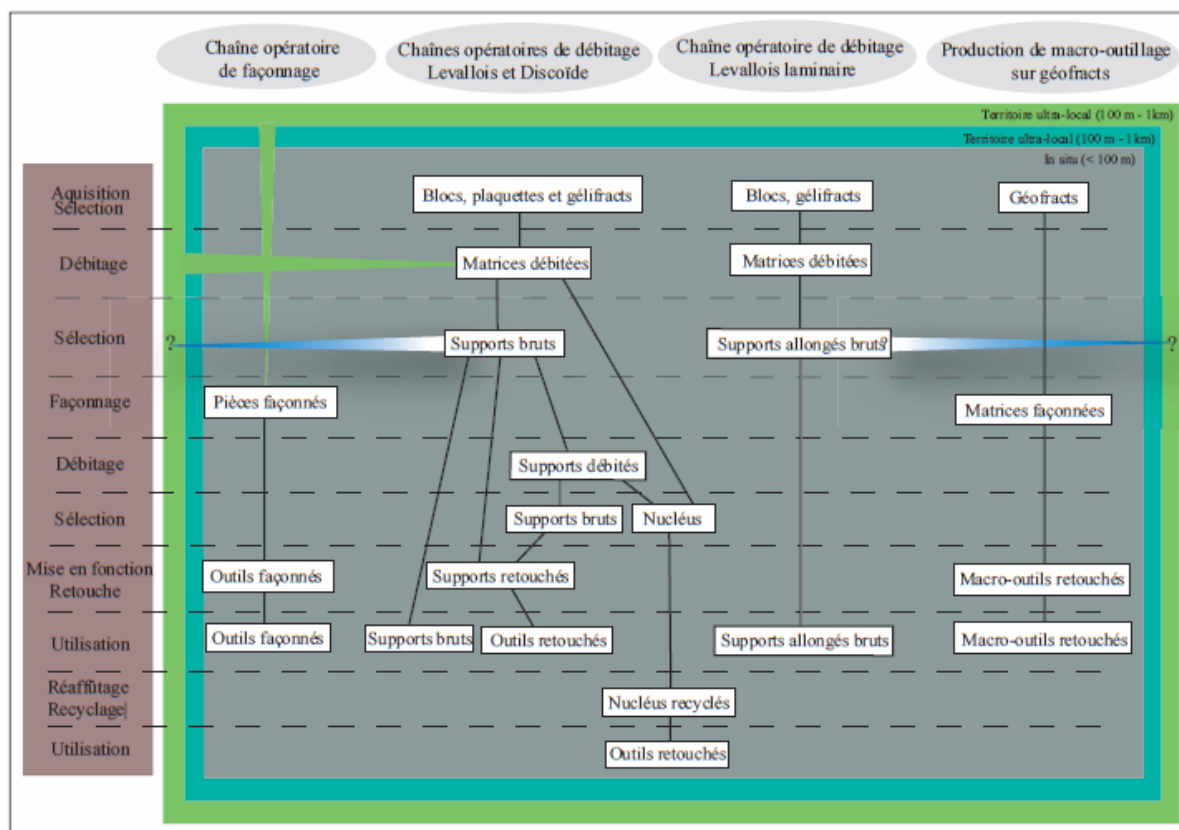 Chaîne opératoire
de façonnage
Chaînes opératoires de débitage
Levallois et Discoïde
Chaîne opératoire de débitage
Levallois laminaire
Production de macro-outillage
sur géofracts
Territoire ultra-local (100 m - 1km)
Territoire ultra-local (100 m - 1km)
In situ (< 100 m)
Aquisition
Sélection
Blocs, plaquettes et gélifracts
Blocs, gélifracts
Géofracts
Débitage
Matrices débitées
Matrices débitées
Sélection
?
Supports bruts
Supports allongés bruts?
?
Façonnage
Pièces façonnés
Matrices façonnées
Débitage
Supports débités
Sélection
Supports bruts
Nucléus
Mise en fonction
Retouche
Outils façonnés
Supports retouchés
Macro-outils retouchés
Utilisation
Outils façonnés
Supports bruts
Outils retouchés
Supports allongés bruts
Macro-outils retouchés
Réaffûtage
Recyclage|
Nucléus recyclés
Utilisation
Outils retouchés